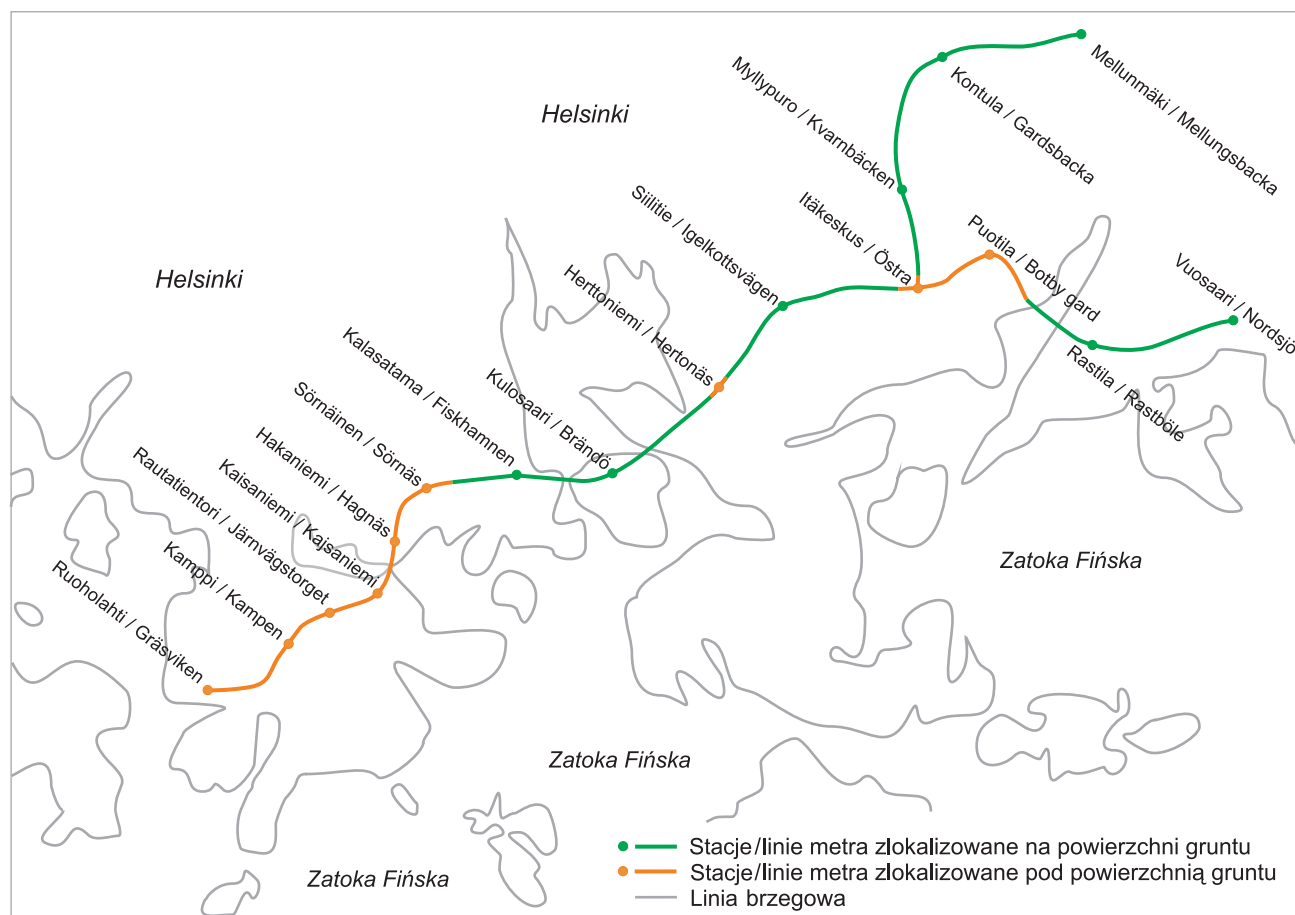 Mellunmäki / Mellungsbacka
Kontula / Gardsbacka
Myllypuro / Kvarnbäcken
Helsinki
Itäkeskus / Östra
Puotila / Botby gard
Siilitie / Igelkottsvägen
Vuosaari / Nordsjö
Helsinki
Herttoniemi / Hertonäs
Rastila / Rastböle
Kalasatama / Fiskhamnen
Kulosaari / Brändö
Sörnäinen / Sörnäs
Hakaniemi / Hagnäs
Rautatientori / Järnvägstorget
Kaisaniemi / Kajsaniemi
Kamppi / Kampen
Ruoholahti / Gräsviken
Zatoka Fińska
Zatoka Fińska
Zatoka Fińska
Stacje/linie metra zlokalizowane na powierzchni gruntu
Stacje/linie metra zlokalizowane pod powierzchnią gruntu
Linia brzegowa